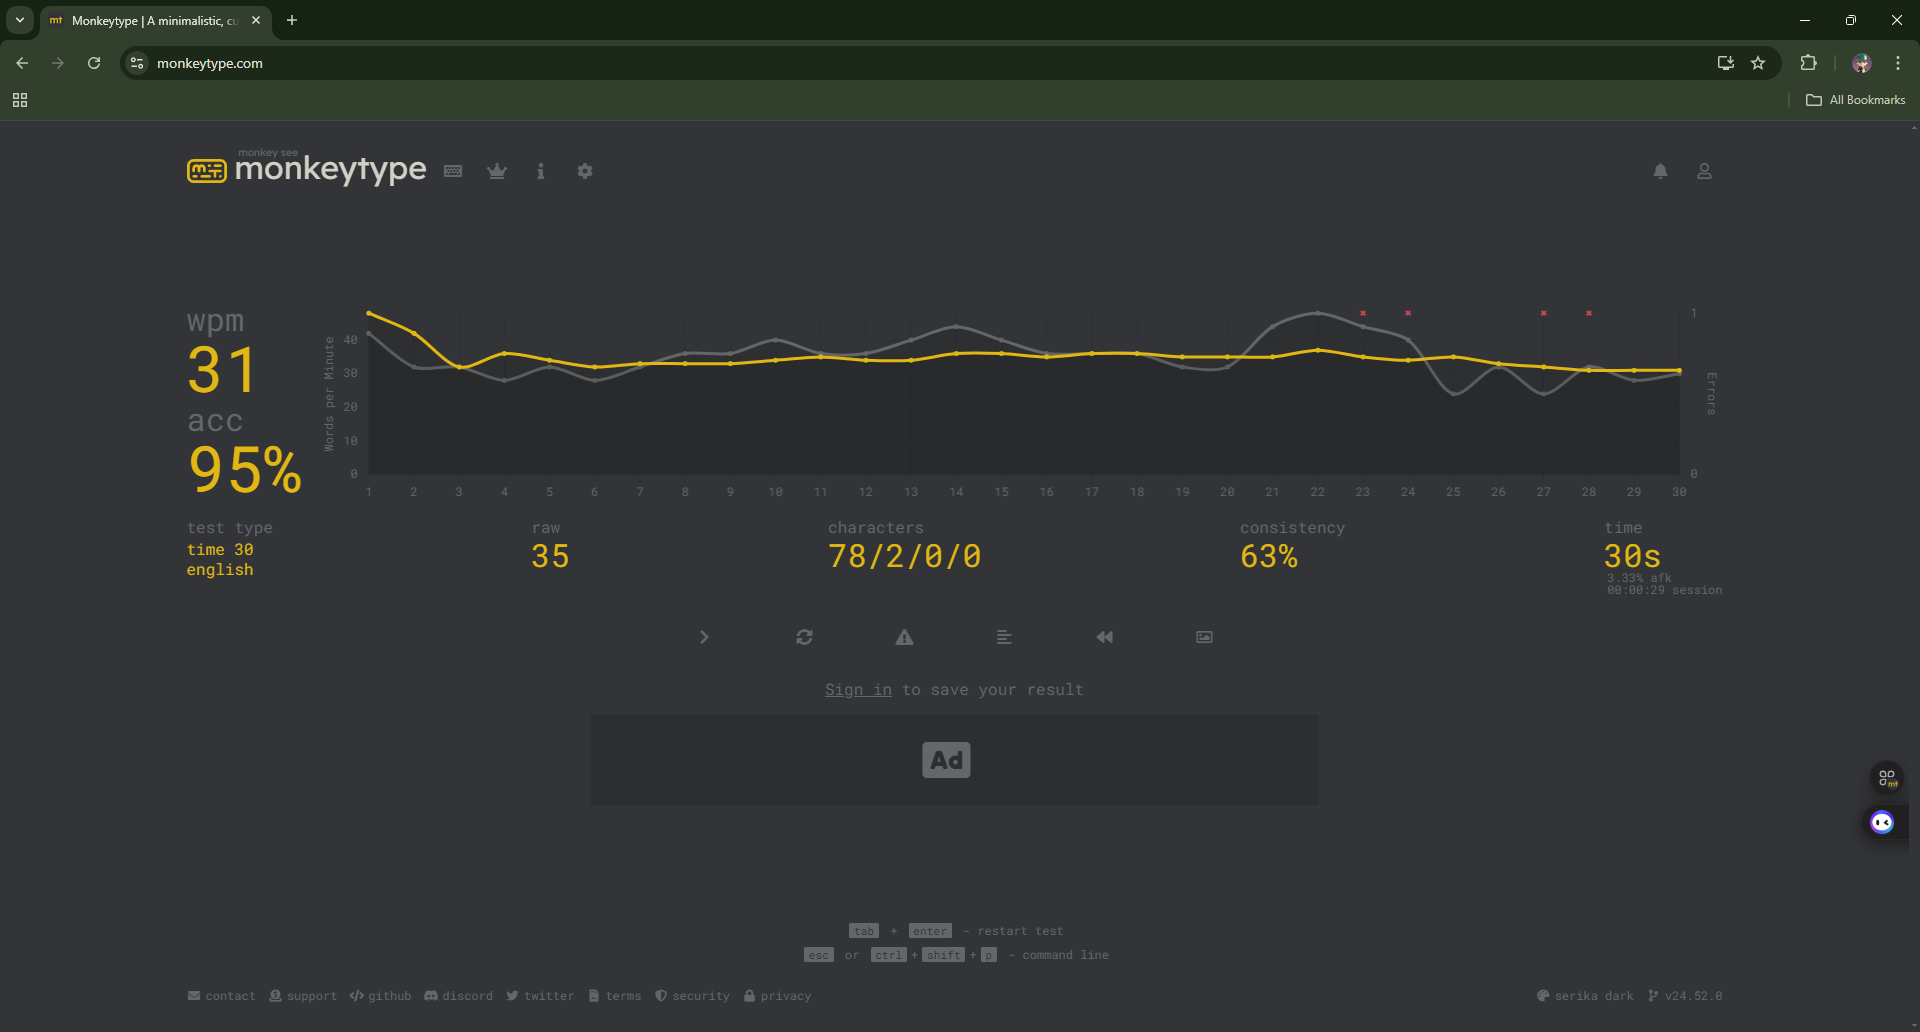 mt Monkeytype | A minimalistic, cu
monkeytype.com
All Bookmarks
monkey see
monkeytype
wpm
31
acc
95%
Words per Minute
40
30
20
10
0
1
0
Errors
1 2 3 4 5 6 7 8 9 10 11 12 13 14 15 16 17 18 19 20 21 22 23 24 25 26 27 28 29 30
test type
time 30
english
raw
35
characters
78/2/0/0
consistency
63%
time
30s
3.33% afk
00:00:29 session
Sign in to save your result
Ad
mt
tab + enter - restart test
esc or ctrl + shift + p - command line
contact support github discord twitter terms security privacy
serika dark v24.52.0